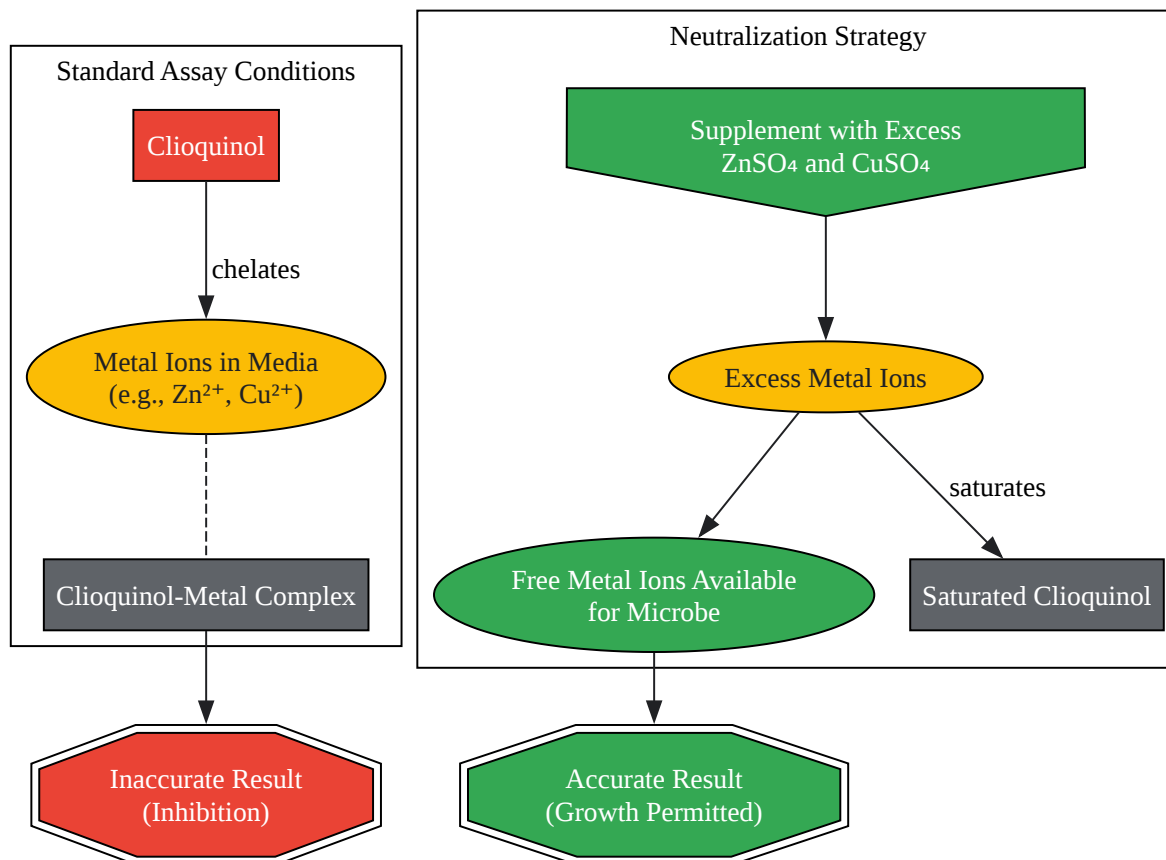 Standard Assay Conditions
Clioquinol
chelates
Metal Ions in Media
(e.g., Zn²⁺, Cu²⁺)
Clioquinol-Metal Complex
Inaccurate Result
(Inhibition)
Neutralization Strategy
Supplement with Excess
ZnSO₄ and CuSO₄
Excess Metal Ions
saturates
Free Metal Ions Available
for Microbe
Saturated Clioquinol
Accurate Result
(Growth Permitted)